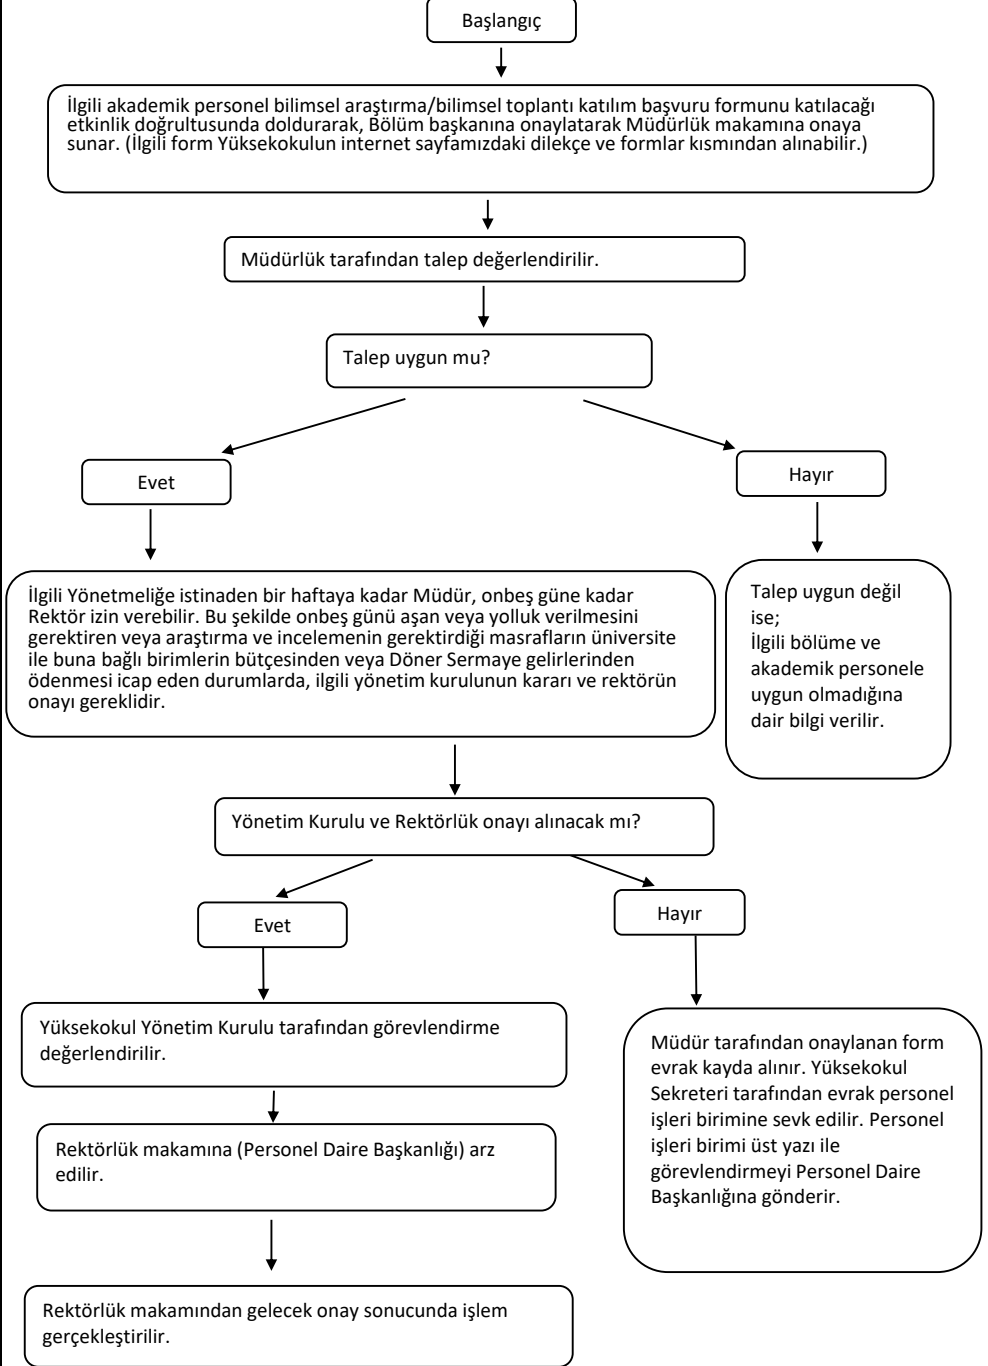 Başlangıç
İlgili akademik personel bilimsel araştırma/bilimsel toplantı katılım başvuru formunu katılacağı
etkinlik doğrultusunda doldurarak, Bölüm başkanına onaylatarak Müdürlük makamına onaya
sunar. (İlgili form Yüksekokulun internet sayfamızdaki dilekçe ve formlar kısmından alınabilir.)
Müdürlük tarafından talep değerlendirilir.
Talep uygun mu?
Evet
Hayır
İlgili Yönetmeliğe istinaden bir haftaya kadar Müdür, onbeş güne kadar
Rektör izin verebilir. Bu şekilde onbeş günü aşan veya yolluk verilmesini
gerektiren veya araştırma ve incelemenin gerektirdiği masrafların üniversite
ile buna bağlı birimlerin bütçesinden veya Döner Sermaye gelirlerinden
ödenmesi icap eden durumlarda, ilgili yönetim kurulunun kararı ve rektörün
onayı gereklidir.
Talep uygun değil
ise;
İlgili bölüme ve
akademik personele
uygun olmadığına
dair bilgi verilir.
Yönetim Kurulu ve Rektörlük onayı alınacak mı?
Evet
Hayır
Yüksekokul Yönetim Kurulu tarafından görevlendirme
değerlendirilir.
Rektörlük makamına (Personel Daire Başkanlığı) arz
edilir.
Rektörlük makamından gelecek onay sonucunda işlem
gerçekleştirilir.
Müdür tarafından onaylanan form
evrak kayda alınır. Yüksekokul
Sekreteri tarafından evrak personel
işleri birimine sevk edilir. Personel
işleri birimi üst yazı ile
görevlendirmeyi Personel Daire
Başkanlığına gönderir.